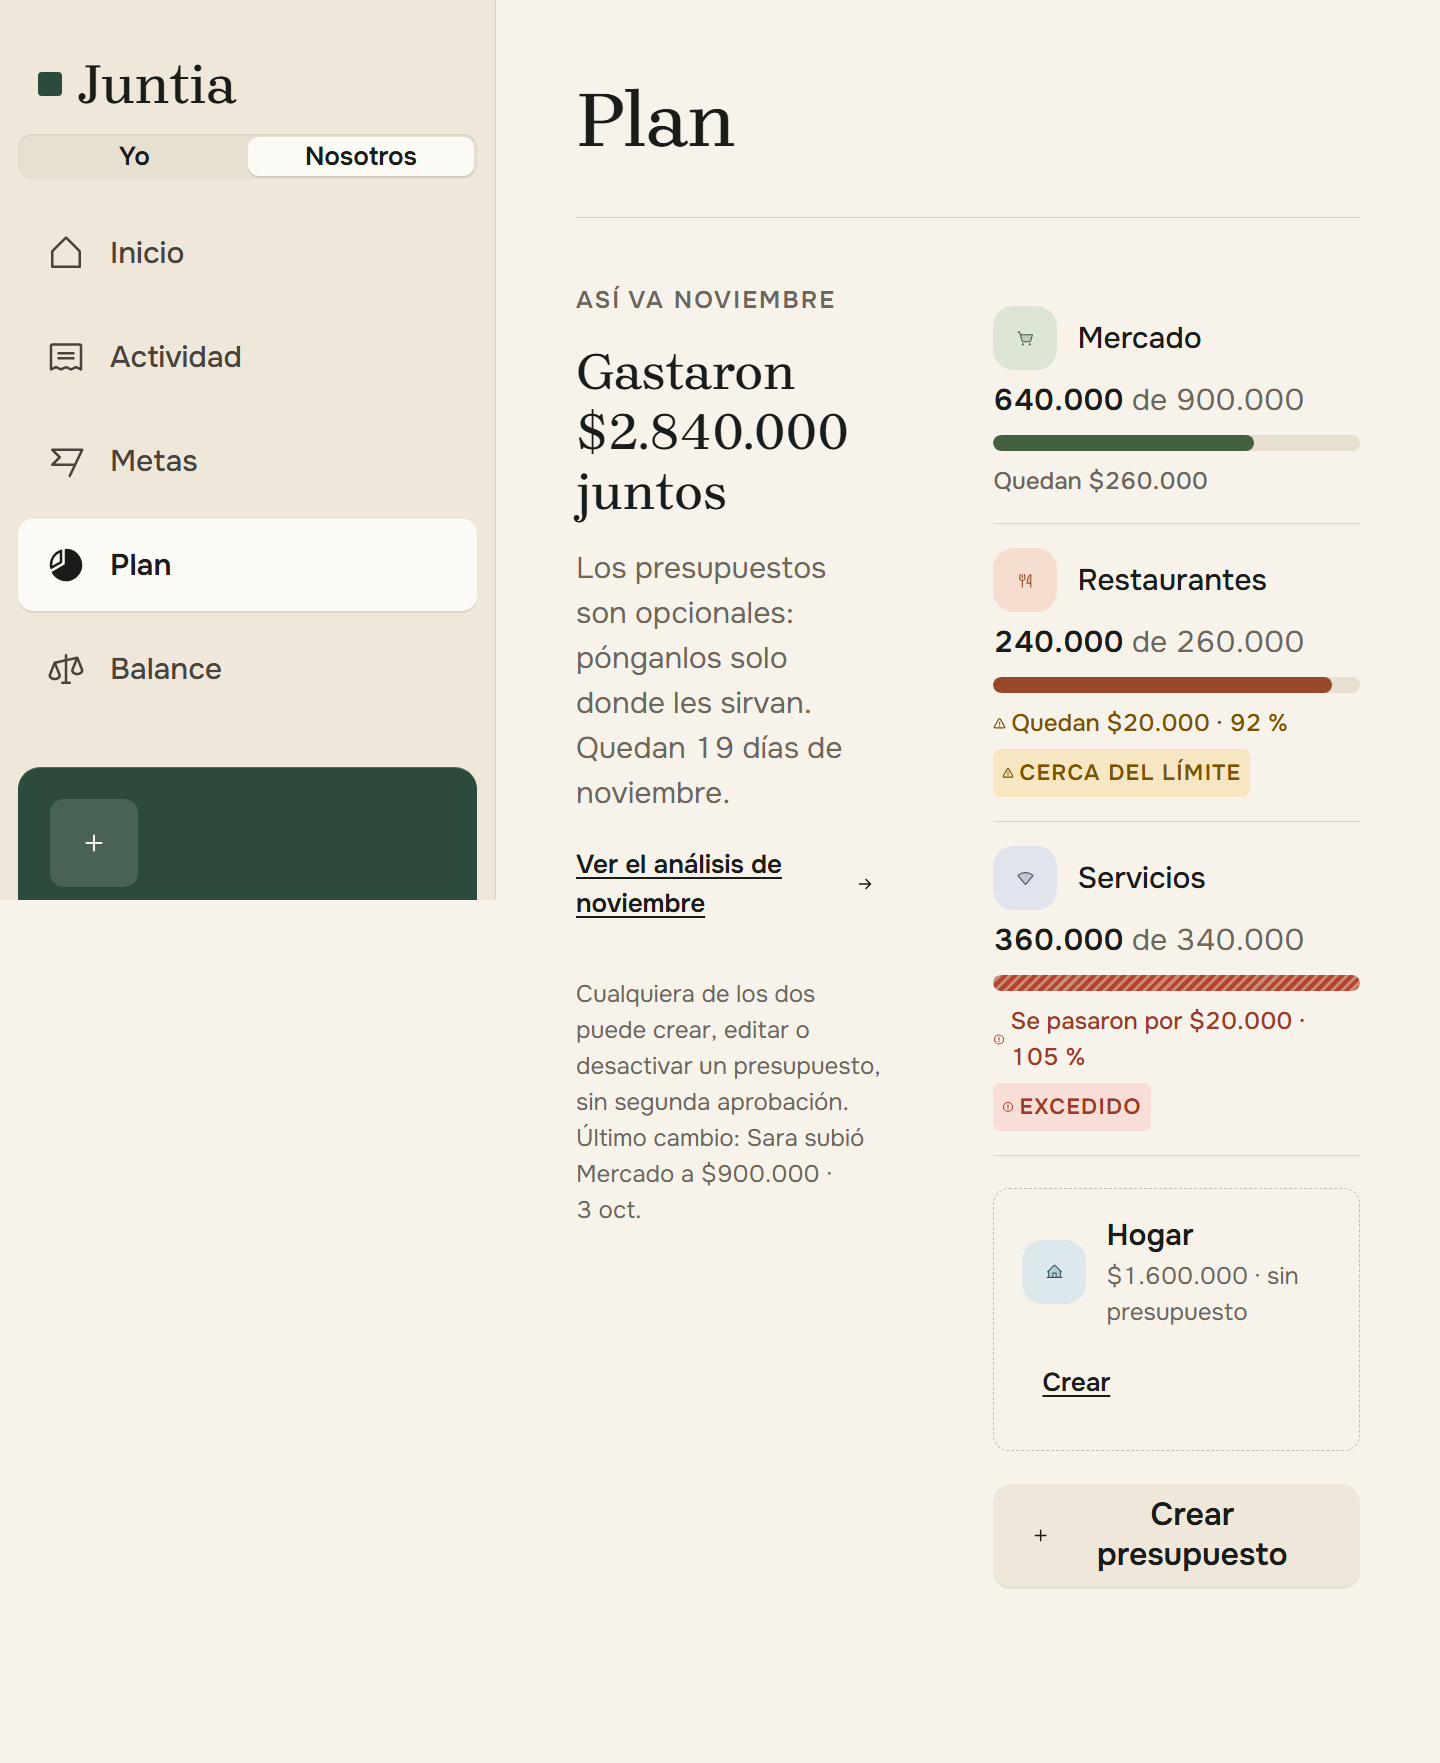 Juntia
Yo
Nosotros
Inicio
Actividad
Metas
Plan
Balance
Plan
ASÍ VA NOVIEMBRE
Gastaron
$2.840.000
juntos
Los presupuestos
son opcionales:
pónganlos solo
donde les sirvan.
Quedan 19 días de
noviembre.
Ver el análisis de
noviembre
Cualquiera de los dos
puede crear, editar o
desactivar un presupuesto,
sin segunda aprobación.
Último cambio: Sara subió
Mercado a $900.000 ·
3 oct.
Mercado
640.000 de 900.000
Quedan $260.000
Restaurantes
240.000 de 260.000
Quedan $20.000 · 92 %
CERCA DEL LÍMITE
Servicios
360.000 de 340.000
Se pasaron por $20.000 ·
105 %
EXCEDIDO
Hogar
$1.600.000 · sin
presupuesto
Crear
Crear
presupuesto